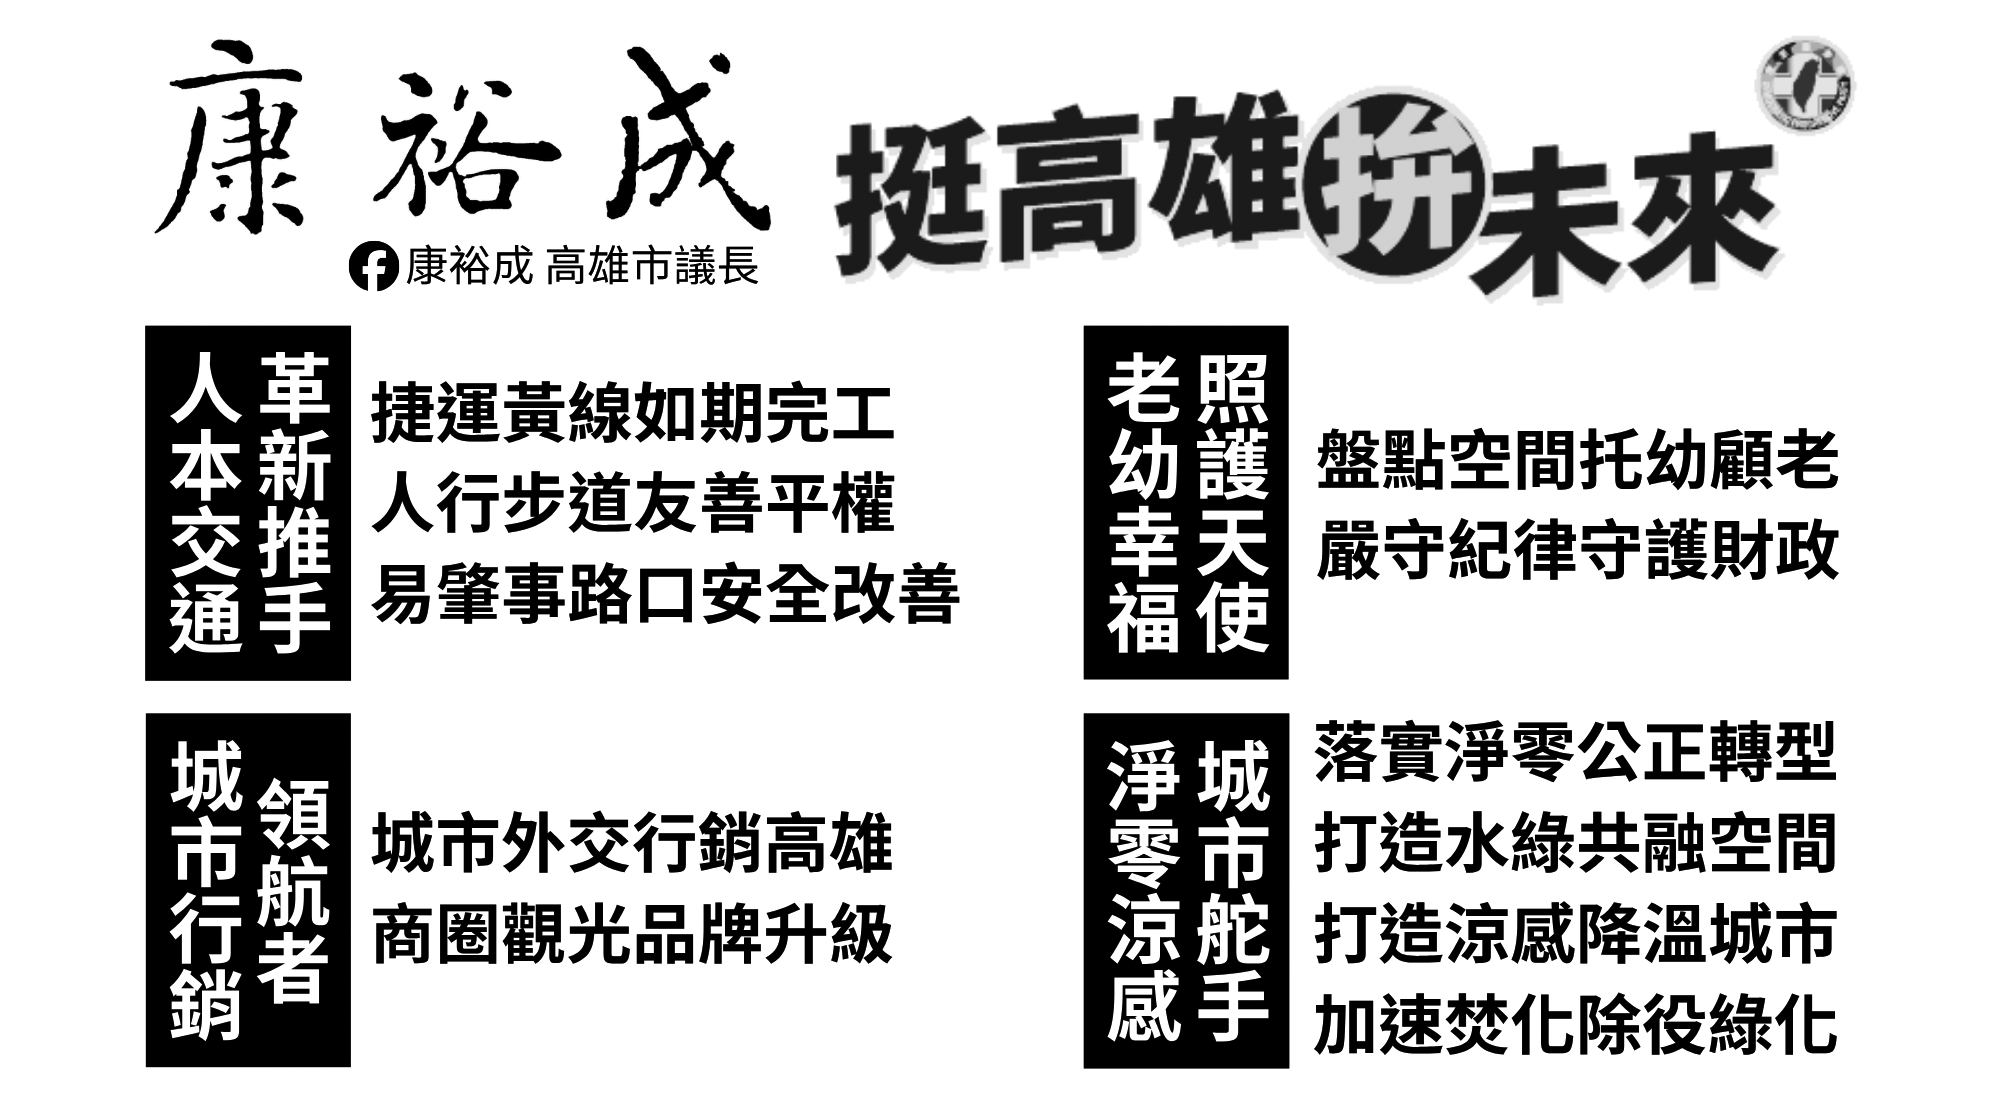 康裕成
康裕成 高雄市議長
挺高雄拚未來
革新推手
人本交通
捷運黃線如期完工
人行步道友善平權
易肇事路口安全改善
照護天使
老幼幸福
盤點空間托幼顧老
嚴守紀律守護財政
領航者
城市行銷
城市外交行銷高雄
商圈觀光品牌升級
城市舵手
淨零涼感
落實淨零公正轉型
打造水綠共融空間
打造涼感降溫城市
加速焚化除役綠化